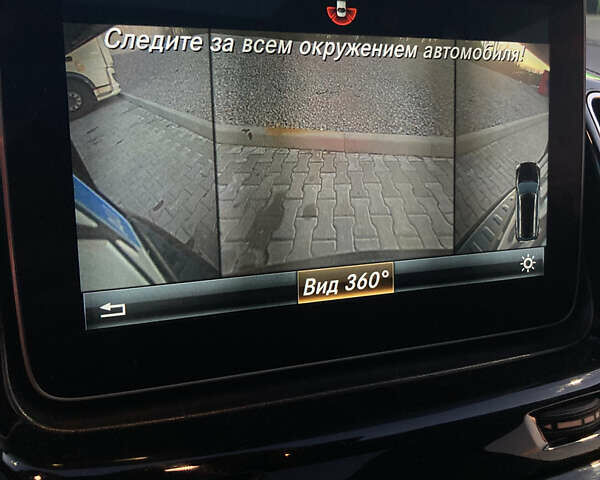 Следите за всем окружением автомобиля!
Вид 360°